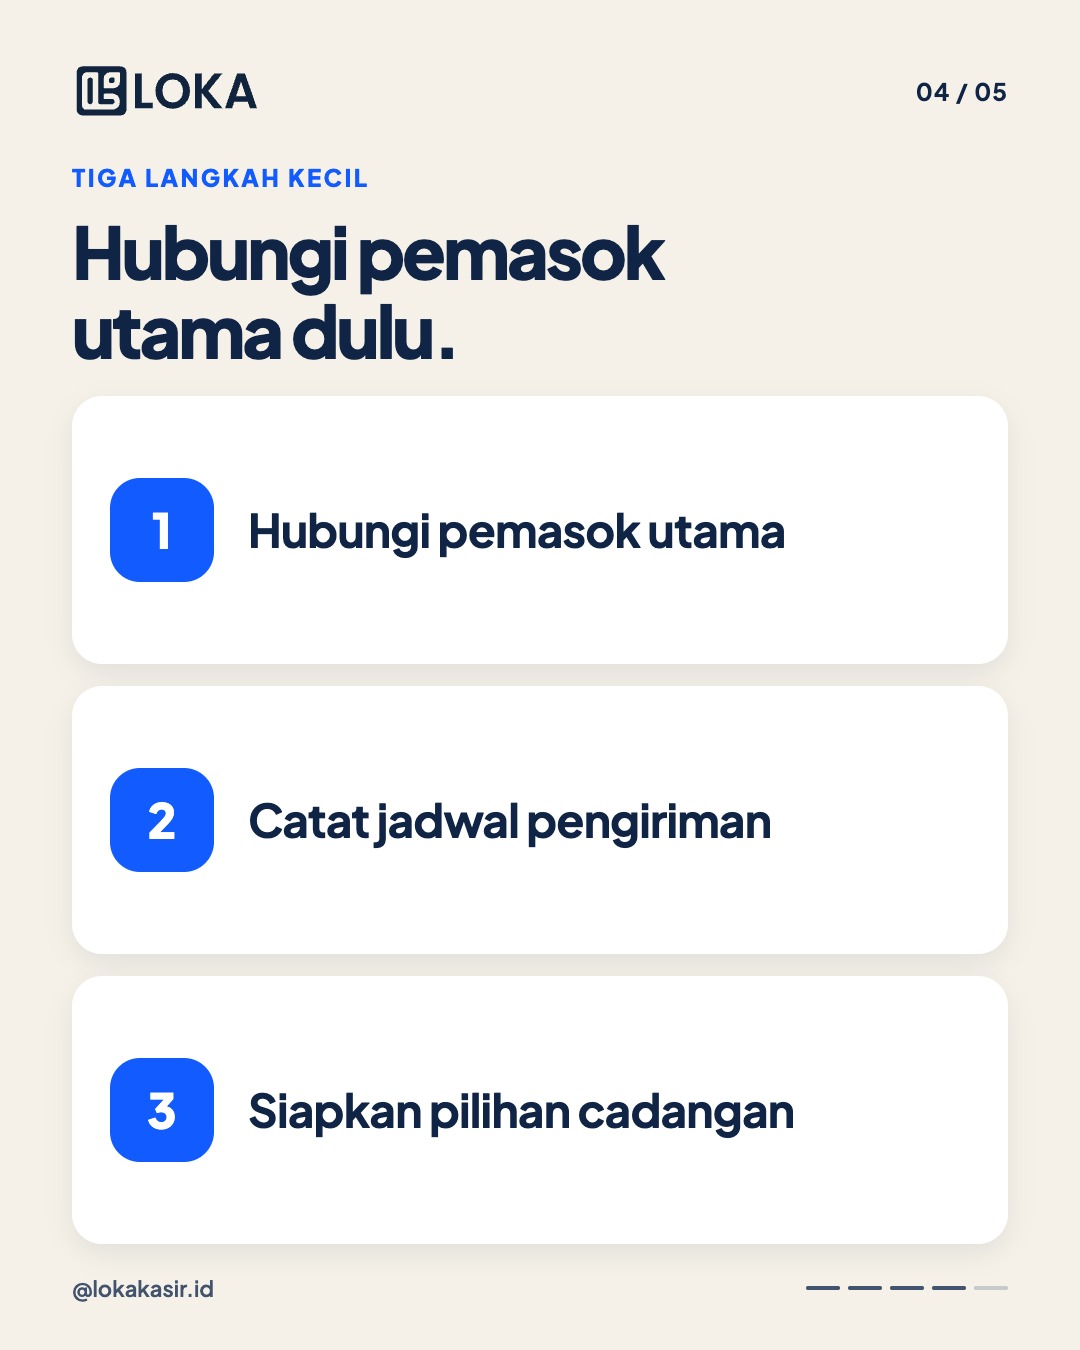 LOKA
04 / 05
TIGA LANGKAH KECIL
Hubungi pemasok
utama dulu.
1
Hubungi pemasok utama
2
Catat jadwal pengiriman
3
Siapkan pilihan cadangan
@lokakasir.id